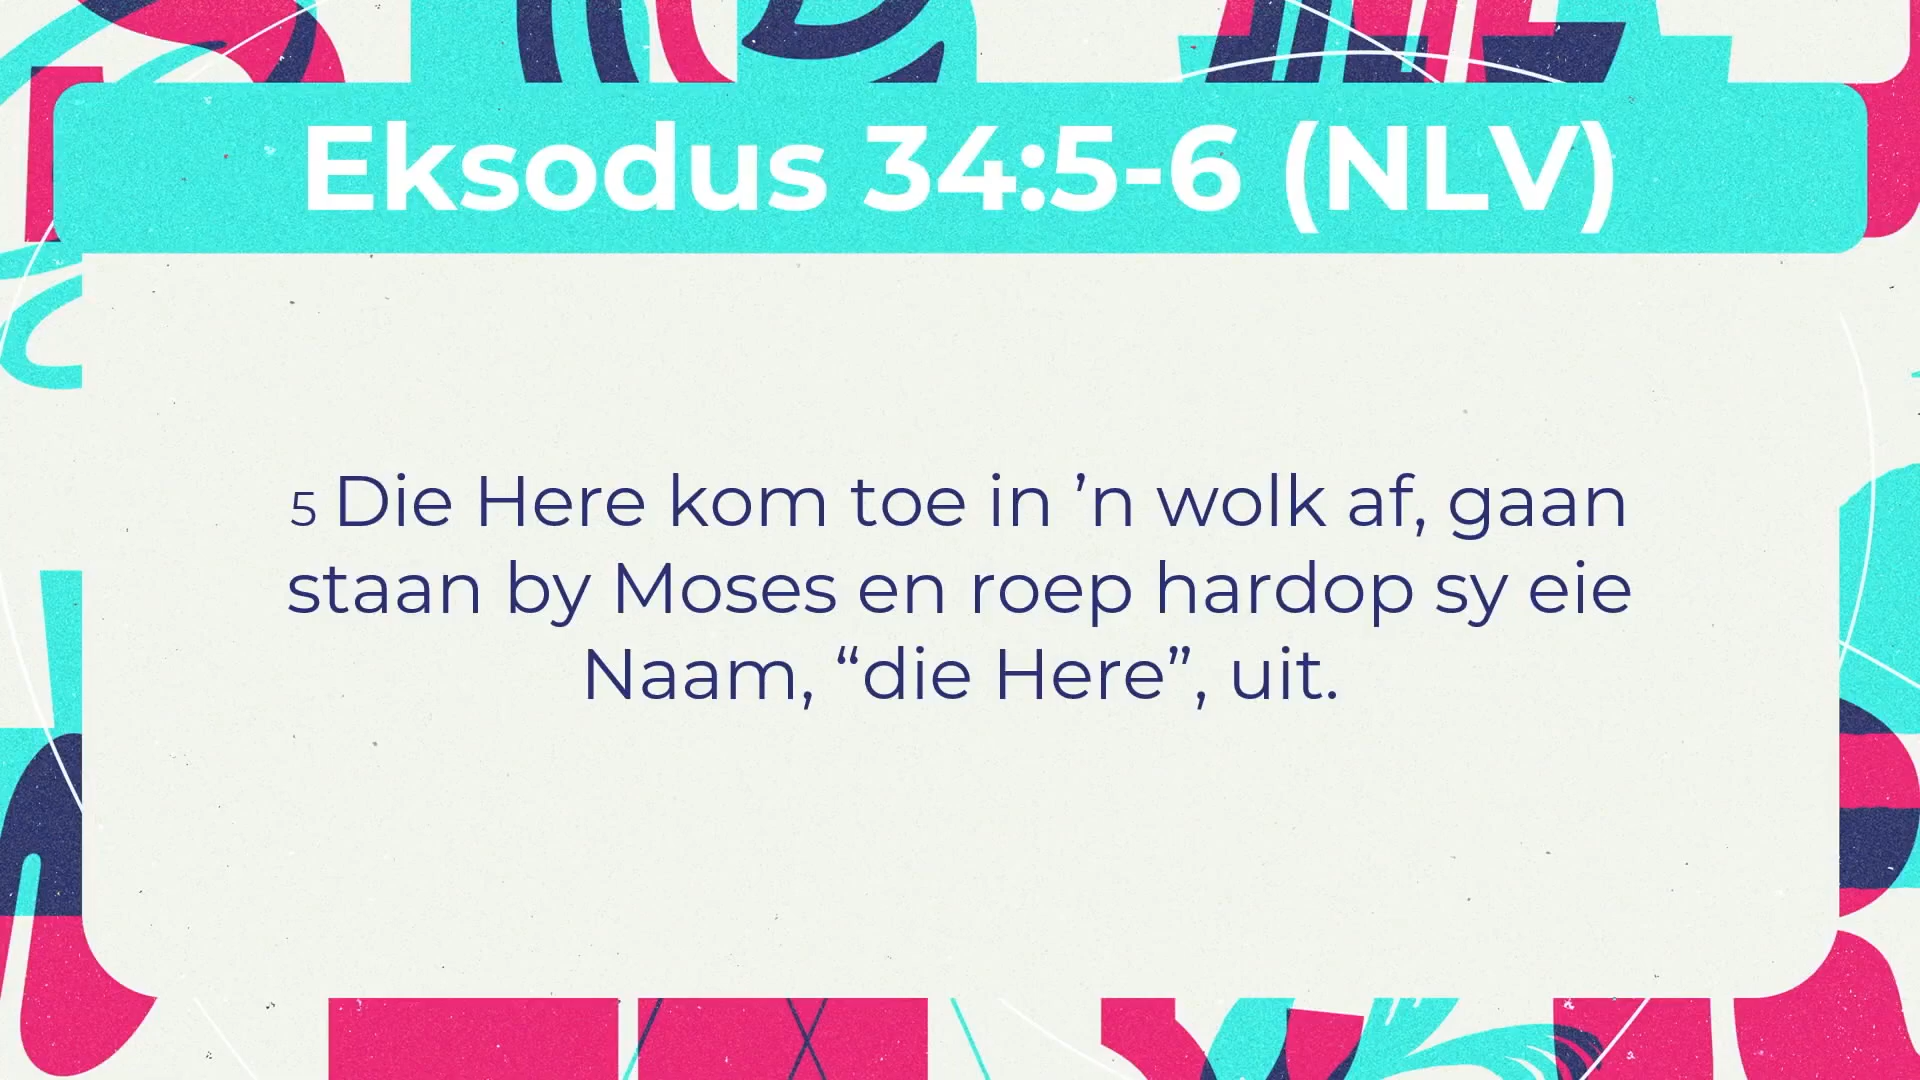 Eksodus 34:5-6 (NLV)
5 Die Here kom toe in ’n wolk af, gaan
staan by Moses en roep hardop sy eie
Naam, “die Here”, uit.